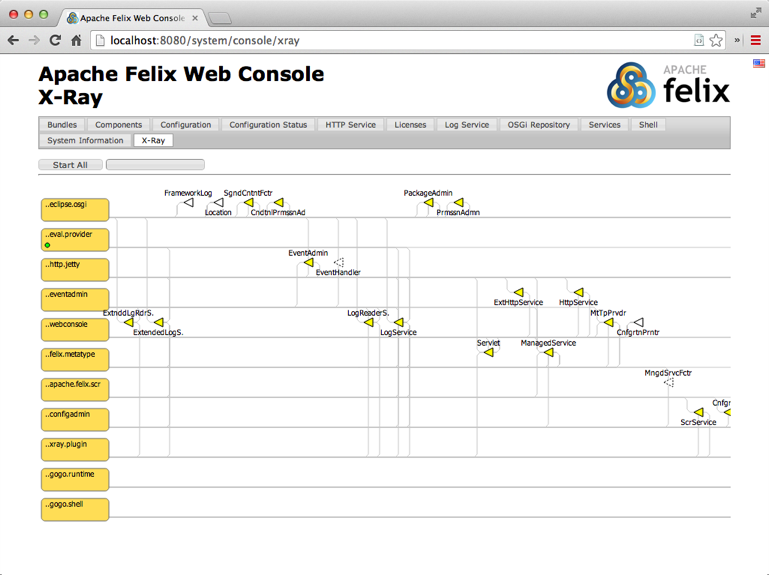 Apache Felix Web Console
localhost:8080/system/console/xray
Apache Felix Web Console
X-Ray
APACHE
felix
Bundles Components Configuration Configuration Status HTTP Service Licenses Log Service OSGi Repository Services Shell
System Information X-Ray
Start All
FrameworkLog SgndCntntFctr PackageAdmin
..eclipse.osgi
Location CndtnlPrmssnAd PrmssnAdmn
..eval.provider
EventAdmin
..http.jetty
EventHandler
..eventadmin
ExtHttpService HttpService
ExtnddLgRdrS. LogReaderS. MtTpPrvdr
..webconsole
ExtendedLogS. LogService CnfgrtnPrntr
Servlet ManagedService
..felix.metatype
MngdSrvcFctr
..apache.felix.scr
Cnfgr
..configadmin
ScrService
..xray.plugin
..gogo.runtime
..gogo.shell